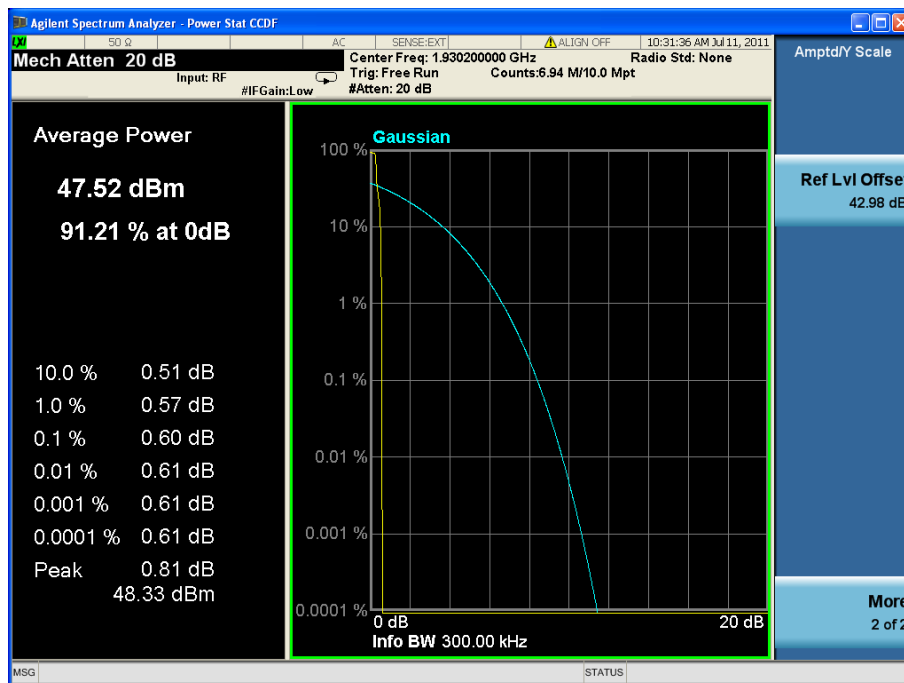 Agilent Spectrum Analyzer - Power Stat CCDF
LXI 50 Ω AC SENSE:EXT ALIGN OFF 10:31:36 AM Jul 11, 2011
Mech Atten 20 dB
Input: RF
#IFGain:Low
Center Freq: 1.930200000 GHz Radio Std: None
Trig: Free Run Counts:6.94 M/10.0 Mpt
#Atten: 20 dB
Average Power
47.52 dBm
91.21 % at 0dB
10.0 % 0.51 dB
1.0 % 0.57 dB
0.1 % 0.60 dB
0.01 % 0.61 dB
0.001 % 0.61 dB
0.0001 % 0.61 dB
Peak 0.81 dB
48.33 dBm
Gaussian
100 %
10 %
1 %
0.1 %
0.01 %
0.001 %
0.0001 %
0 dB 20 dB
Info BW 300.00 kHz
Amptd/Y Scale
Ref Lvl Offse
42.98 dB
More
2 of 2
MSG STATUS